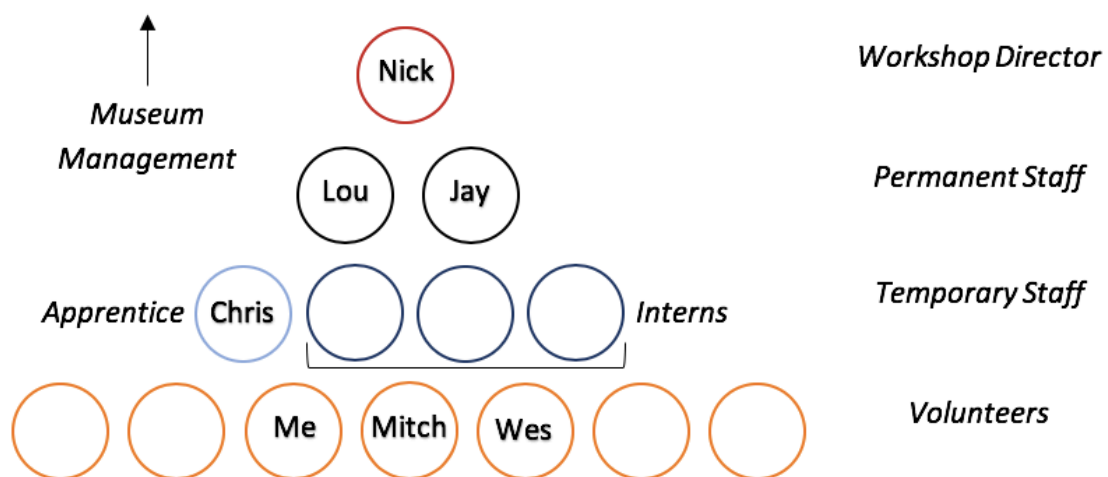 Nick
Workshop Director
Museum
Management
Lou
Jay
Permanent Staff
Apprentice
Chris
Interns
Temporary Staff
Me
Mitch
Wes
Volunteers